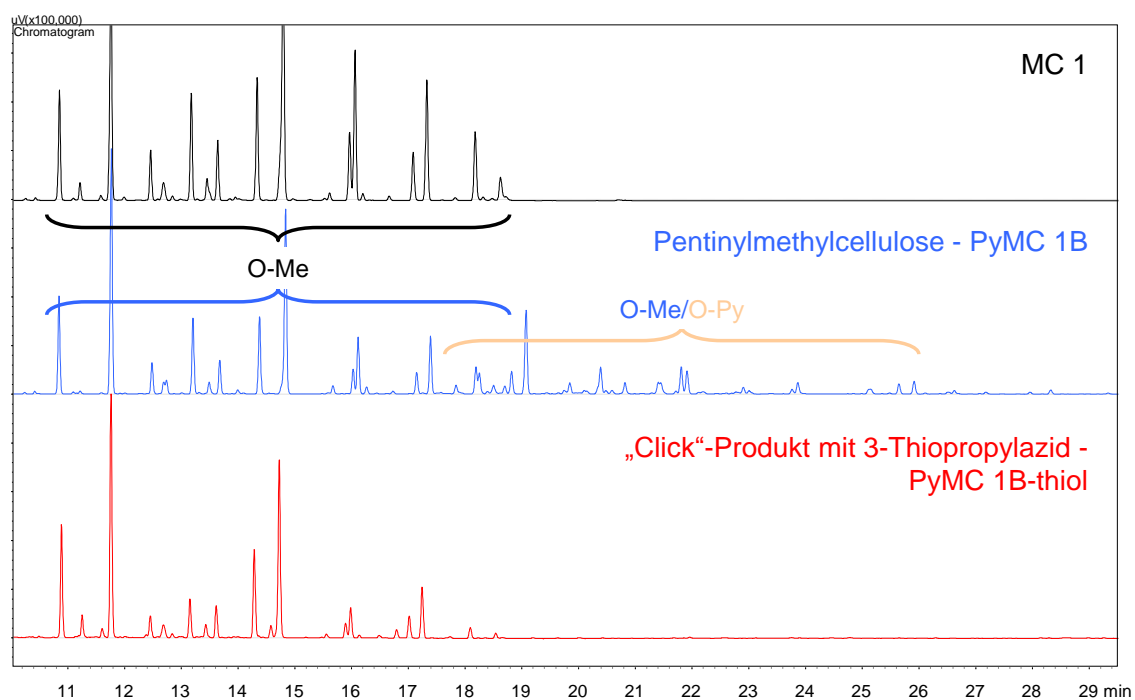 uV(x100,000)
Chromatogram
MC 1
Pentinylmethylcellulose - PyMC 1B
O-Me
O-Me/O-Py
„Click“-Produkt mit 3-Thiopropylazid -
PyMC 1B-thiol
11 12 13 14 15 16 17 18 19 20 21 22 23 24 25 26 27 28 29 min